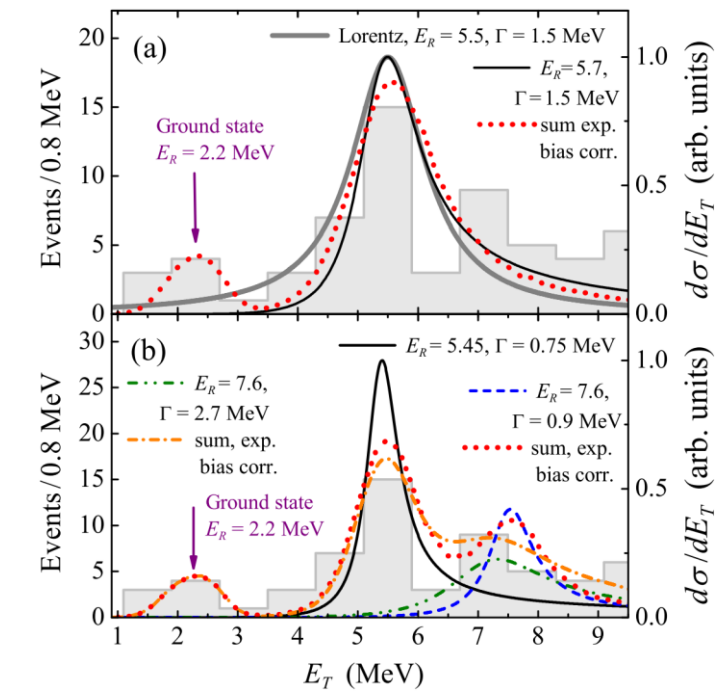 (a)
Lorentz, E_R = 5.5, Γ = 1.5 MeV
E_R = 5.7,
Γ = 1.5 MeV
sum exp.
bias corr.
Ground state
E_R = 2.2 MeV
Events / 0.8 MeV
20
15
10
5
0
dσ/dE_T (arb. units)
1.0
0.5
0.0
(b)
E_R = 5.45, Γ = 0.75 MeV
E_R = 7.6,
Γ = 2.7 MeV
sum, exp.
bias corr.
E_R = 7.6,
Γ = 0.9 MeV
sum, exp.
bias corr.
Ground state
E_R = 2.2 MeV
Events / 0.8 MeV
30
25
20
15
10
5
0
dσ/dE_T (arb. units)
1.0
0.5
0.0
1 2 3 4 5 6 7 8 9
E_T (MeV)